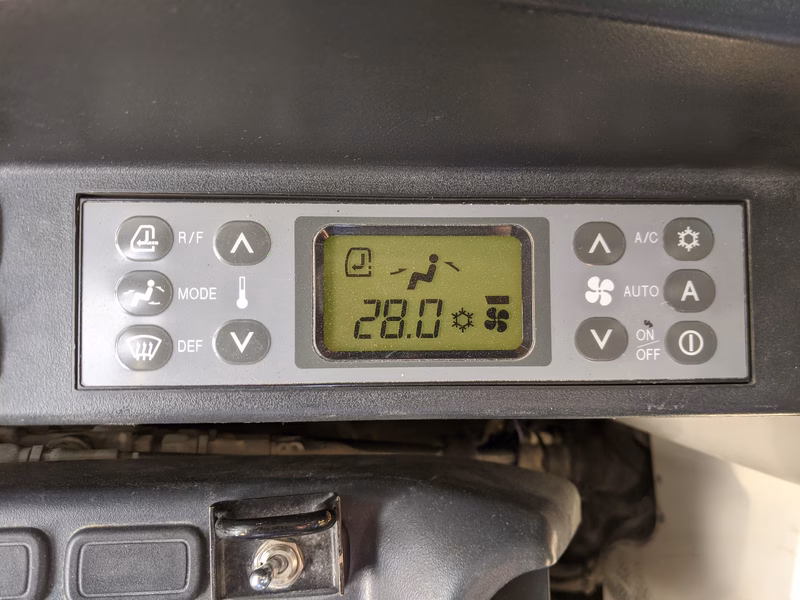 R/F
A/C
MODE
AUTO
A
28.0
DEF
ON
OFF